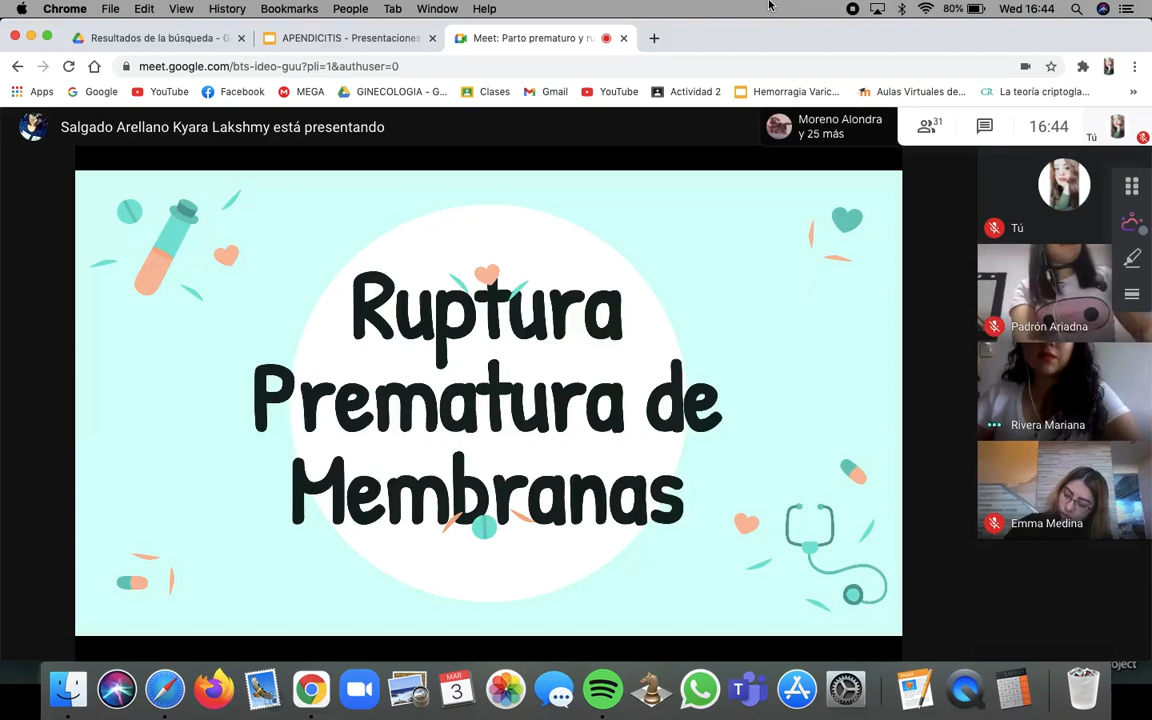 Chrome File Edit View History Bookmarks People Tab Window Help 80% Wed 16:44
Resultados de la búsqueda - G APENDICITIS - Presentaciones Meet: Parto prematuro y ru
meet.google.com/bts-ideo-guu?pli=1&authuser=0
Apps Google YouTube Facebook MEGA GINECOLOGIA - G... Clases Gmail YouTube Actividad 2 Hemorragia Varic... Aulas Virtuales de... La teoría criptogla... »
Salgado Arellano Kyara Lakshmy está presentando
Moreno Alondra
y 25 más
31
16:44
Tú
Tú
Padrón Ariadna
Rivera Mariana
Emma Medina
Ruptura
Prematura de
Membranas
MAR
3
PAGES